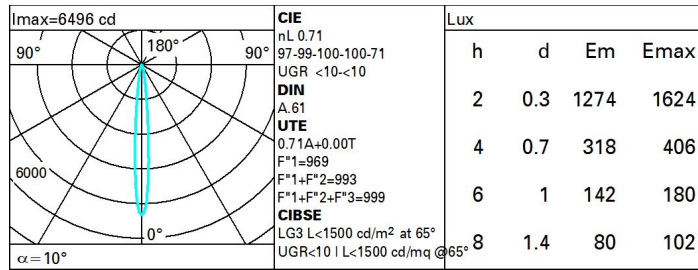 Imax=6496 cd
90°
180°
90°
6000
0°
α=10°
CIE
nL 0.71
97-99-100-100-71
UGR <10-<10
DIN
A.61
UTE
0.71A+0.00T
F"1=969
F"1+F"2=993
F"1+F"2+F"3=999
CIBSE
LG3 L<1500 cd/m² at 65°
UGR<10 | L<1500 cd/mq @65°
Lux
h d Em Emax
2 0.3 1274 1624
4 0.7 318 406
6 1 142 180
8 1.4 80 102